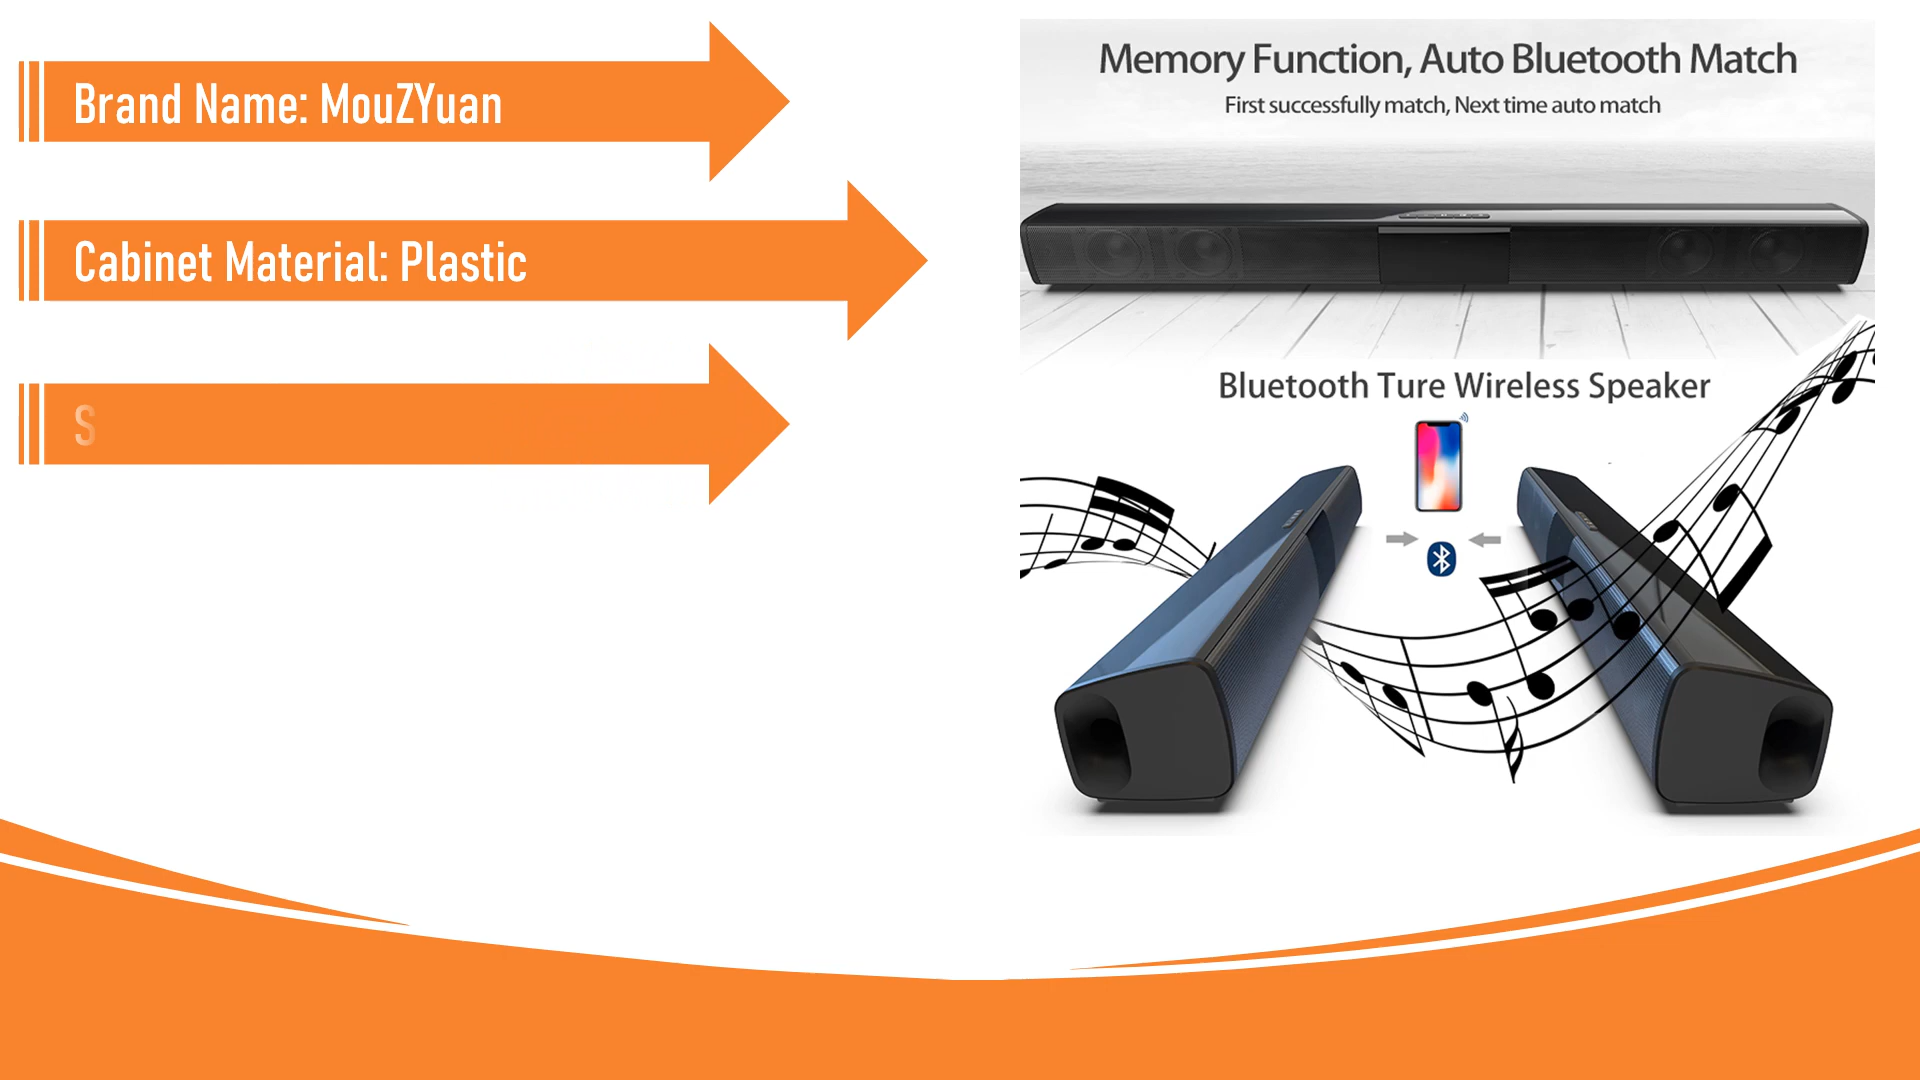 Brand Name: MouZYuan
Cabinet Material: Plastic
S
Memory Function, Auto Bluetooth Match
First successfully match, Next time auto match
Bluetooth Ture Wireless Speaker